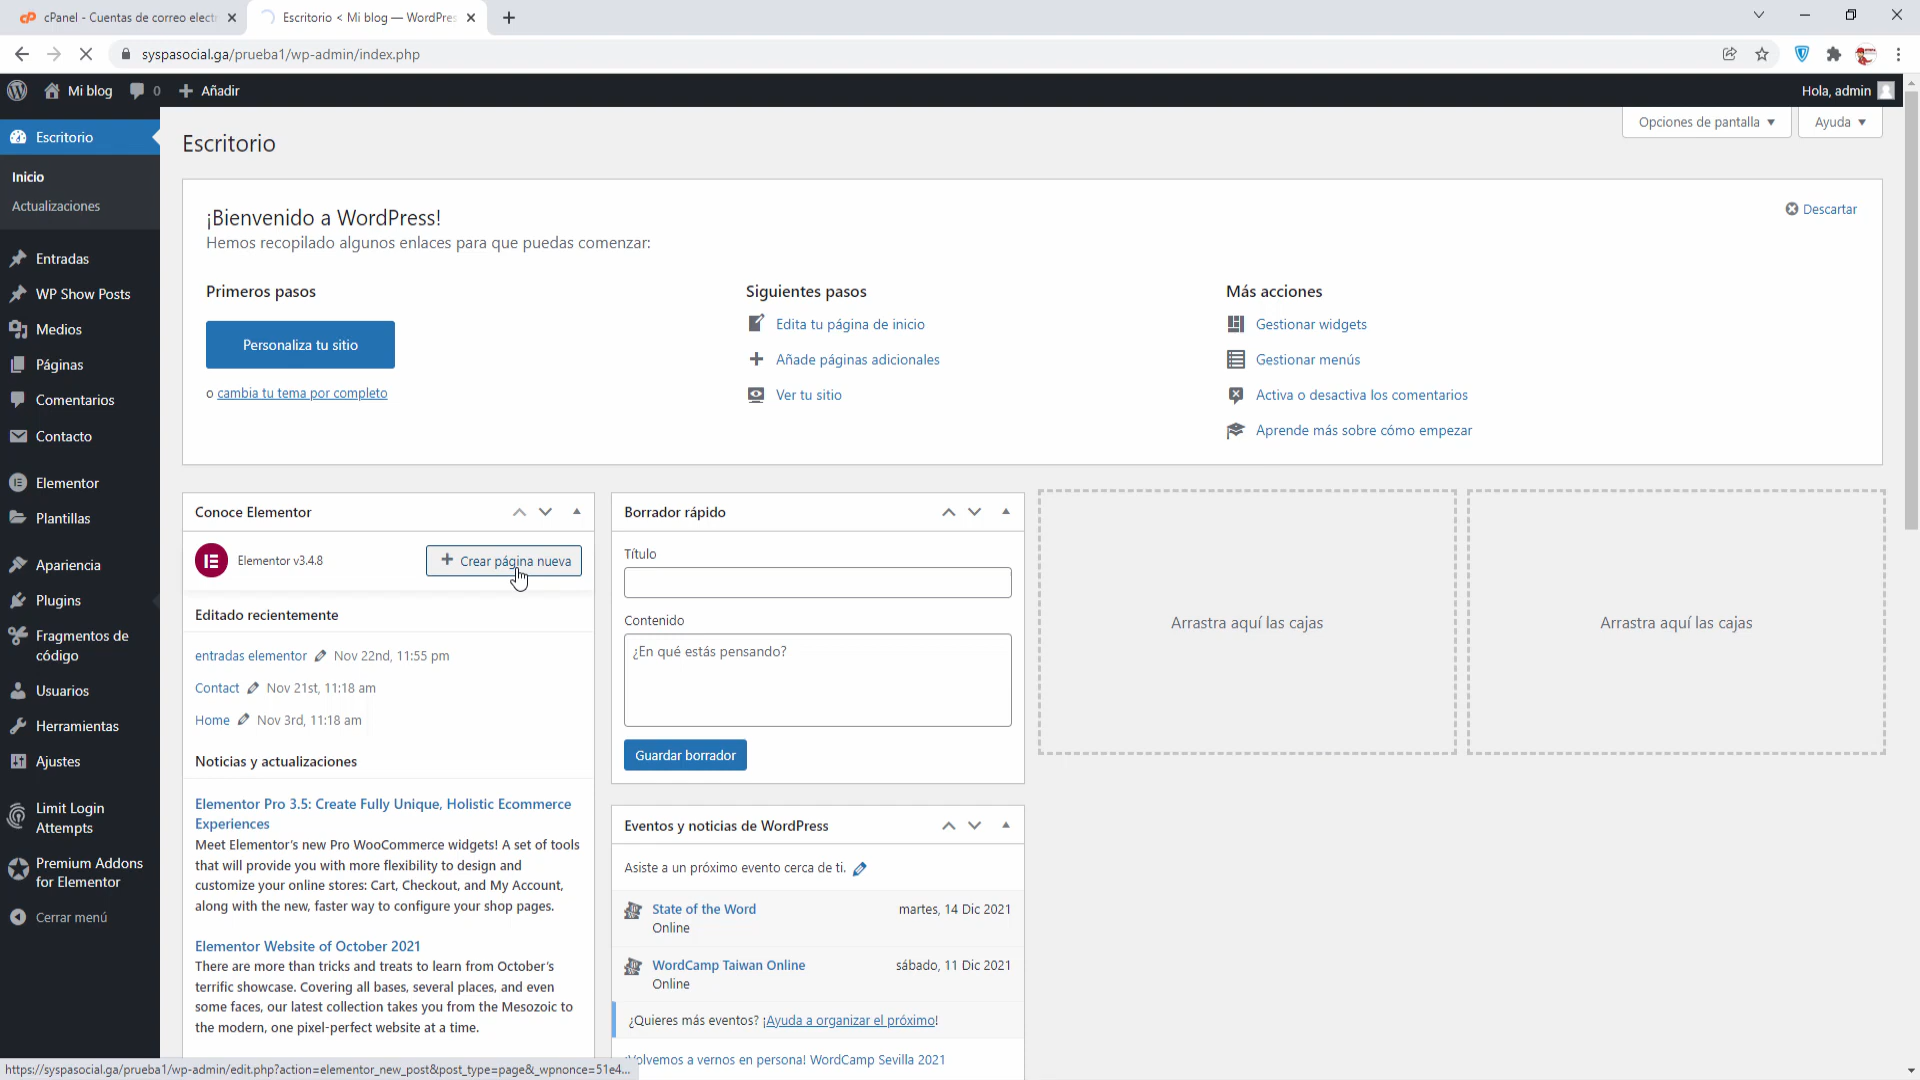 cPanel - Cuentas de correo elect
Escritorio < Mi blog — WordPres
syspasocial.ga/prueba1/wp-admin/index.php
Mi blog
0
Añadir
Hola, admin
Escritorio
Inicio
Actualizaciones
Entradas
WP Show Posts
Medios
Páginas
Comentarios
Contacto
Elementor
Plantillas
Apariencia
Plugins
Fragmentos de
código
Usuarios
Herramientas
Ajustes
Limit Login
Attempts
Premium Addons
for Elementor
Cerrar menú
Escritorio
Opciones de pantalla
Ayuda
¡Bienvenido a WordPress!
Hemos recopilado algunos enlaces para que puedas comenzar:
Descartar
Primeros pasos
Personaliza tu sitio
o cambia tu tema por completo
Siguientes pasos
Edita tu página de inicio
Añade páginas adicionales
Ver tu sitio
Más acciones
Gestionar widgets
Gestionar menús
Activa o desactiva los comentarios
Aprende más sobre cómo empezar
Conoce Elementor
Elementor v3.4.8
Crear página nueva
Editado recientemente
entradas elementor Nov 22nd, 11:55 pm
Contact Nov 21st, 11:18 am
Home Nov 3rd, 11:18 am
Noticias y actualizaciones
Elementor Pro 3.5: Create Fully Unique, Holistic Ecommerce
Experiences
Meet Elementor's new Pro WooCommerce widgets! A set of tools
that will provide you with more flexibility to design and
customize your online stores: Cart, Checkout, and My Account,
along with the new, faster way to configure your shop pages.
Elementor Website of October 2021
There are more than tricks and treats to learn from October's
terrific showcase. Covering all bases, several places, and even
some faces, our latest collection takes you from the Mesozoic to
the modern, one pixel-perfect website at a time.
Borrador rápido
Título
Contenido
¿En qué estás pensando?
Guardar borrador
Eventos y noticias de WordPress
Asiste a un próximo evento cerca de ti.
State of the Word martes, 14 Dic 2021
Online
WordCamp Taiwan Online sábado, 11 Dic 2021
Online
¿Quieres más eventos? ¡Ayuda a organizar el próximo!
¡Volvemos a vernos en persona! WordCamp Sevilla 2021
Arrastra aquí las cajas
Arrastra aquí las cajas
https://syspasocial.ga/prueba1/wp-admin/edit.php?action=elementor_new_post&post_type=page&_wpnonce=51e4...